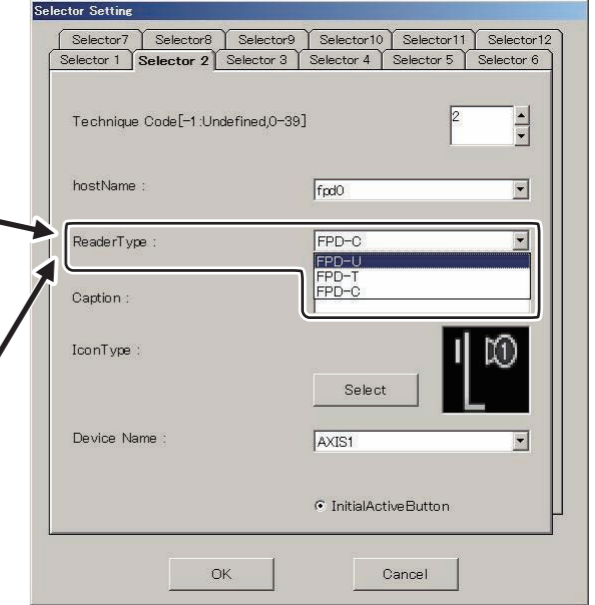 Selector Setting
Selector7 Selector8 Selector9 Selector10 Selector11 Selector12
Selector 1 Selector 2 Selector 3 Selector 4 Selector 5 Selector 6
Technique Code[-1:Undefined,0-39] 2
hostName : fpd0
ReaderType : FPD-C
FPD-U
FPD-T
FPD-C
Caption :
IconType : 1
Select
Device Name : AXIS1
InitialActiveButton
OK Cancel